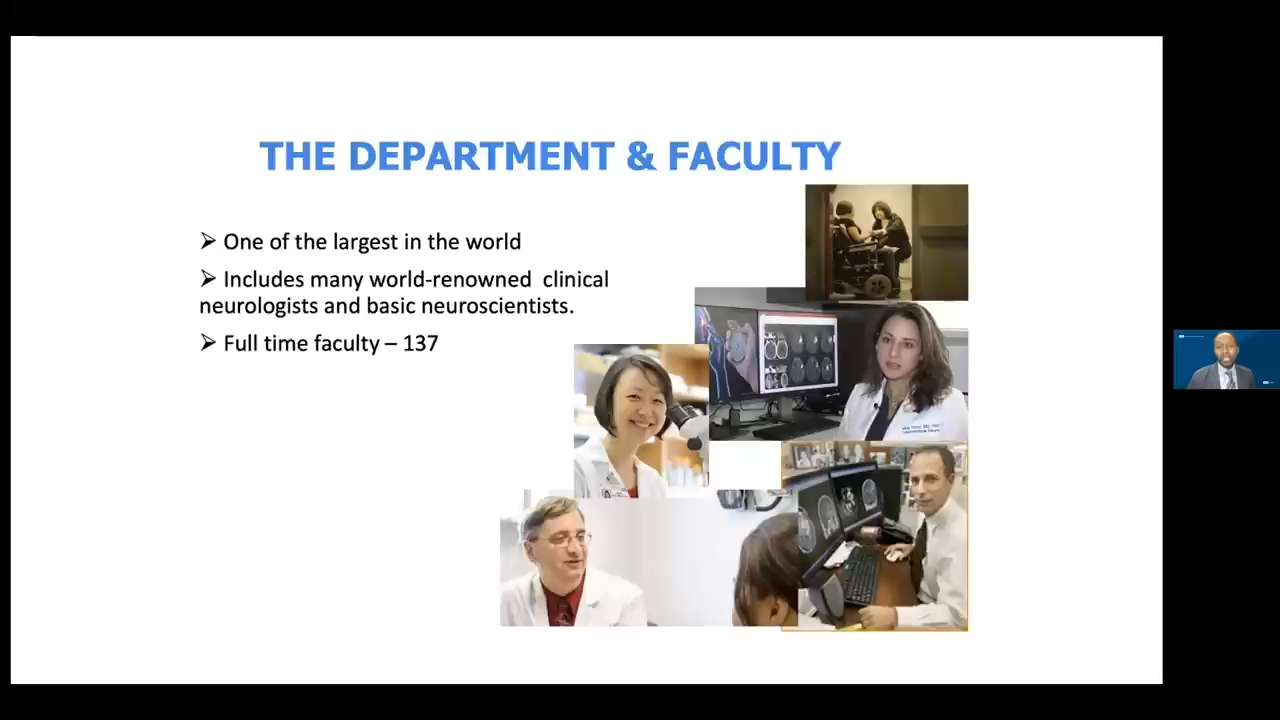 THE DEPARTMENT & FACULTY
➢ One of the largest in the world
➢ Includes many world-renowned clinical
neurologists and basic neuroscientists.
➢ Full time faculty – 137